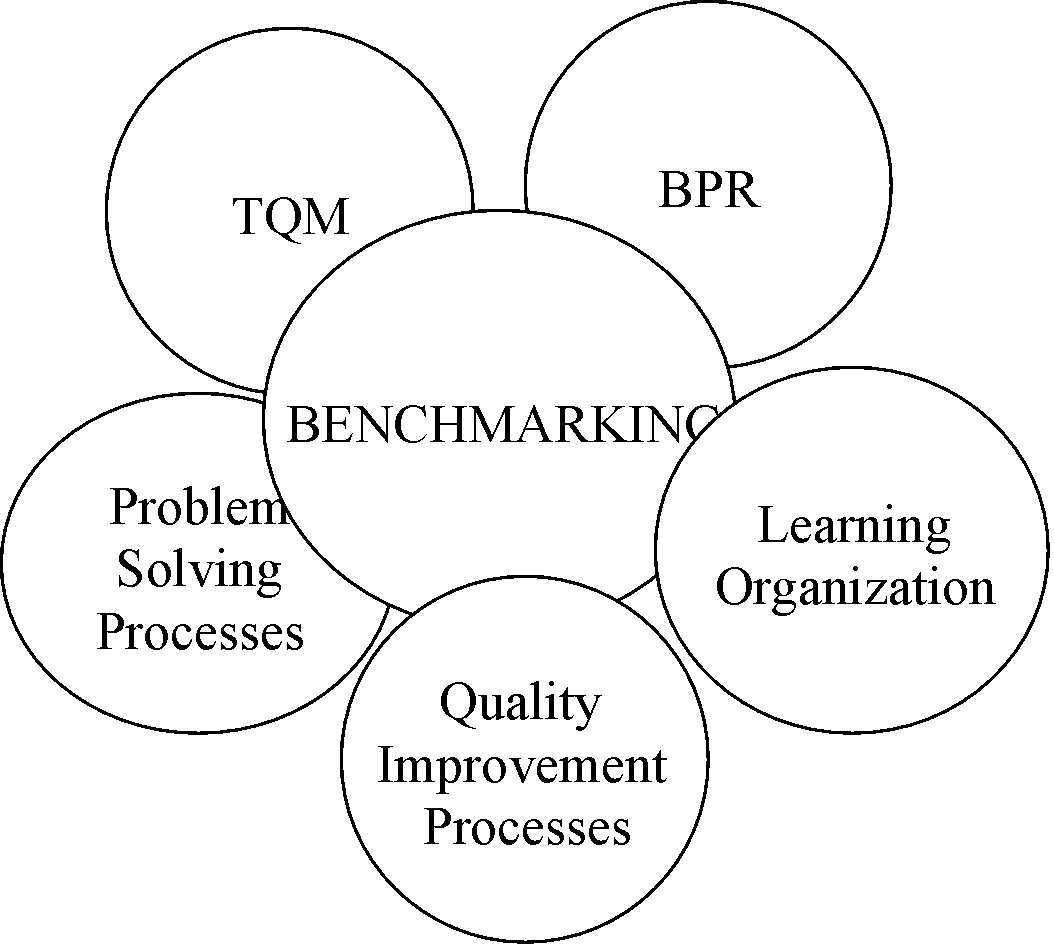 TQM
BPR
BENCHMARKING
Problem
Solving
Processes
Learning
Organization
Quality
Improvement
Processes